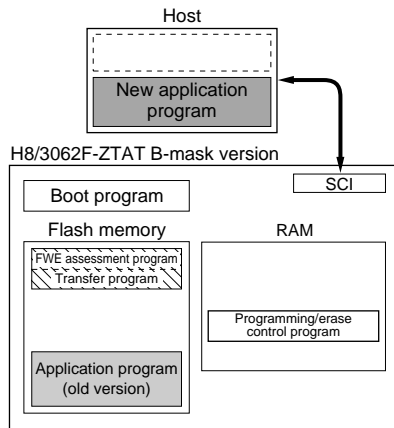 Host
New application
program
H8/3062F-ZTAT B-mask version
SCI
Boot program
Flash memory
RAM
FWE assessment program
Transfer program
Programming/erase
control program
Application program
(old version)